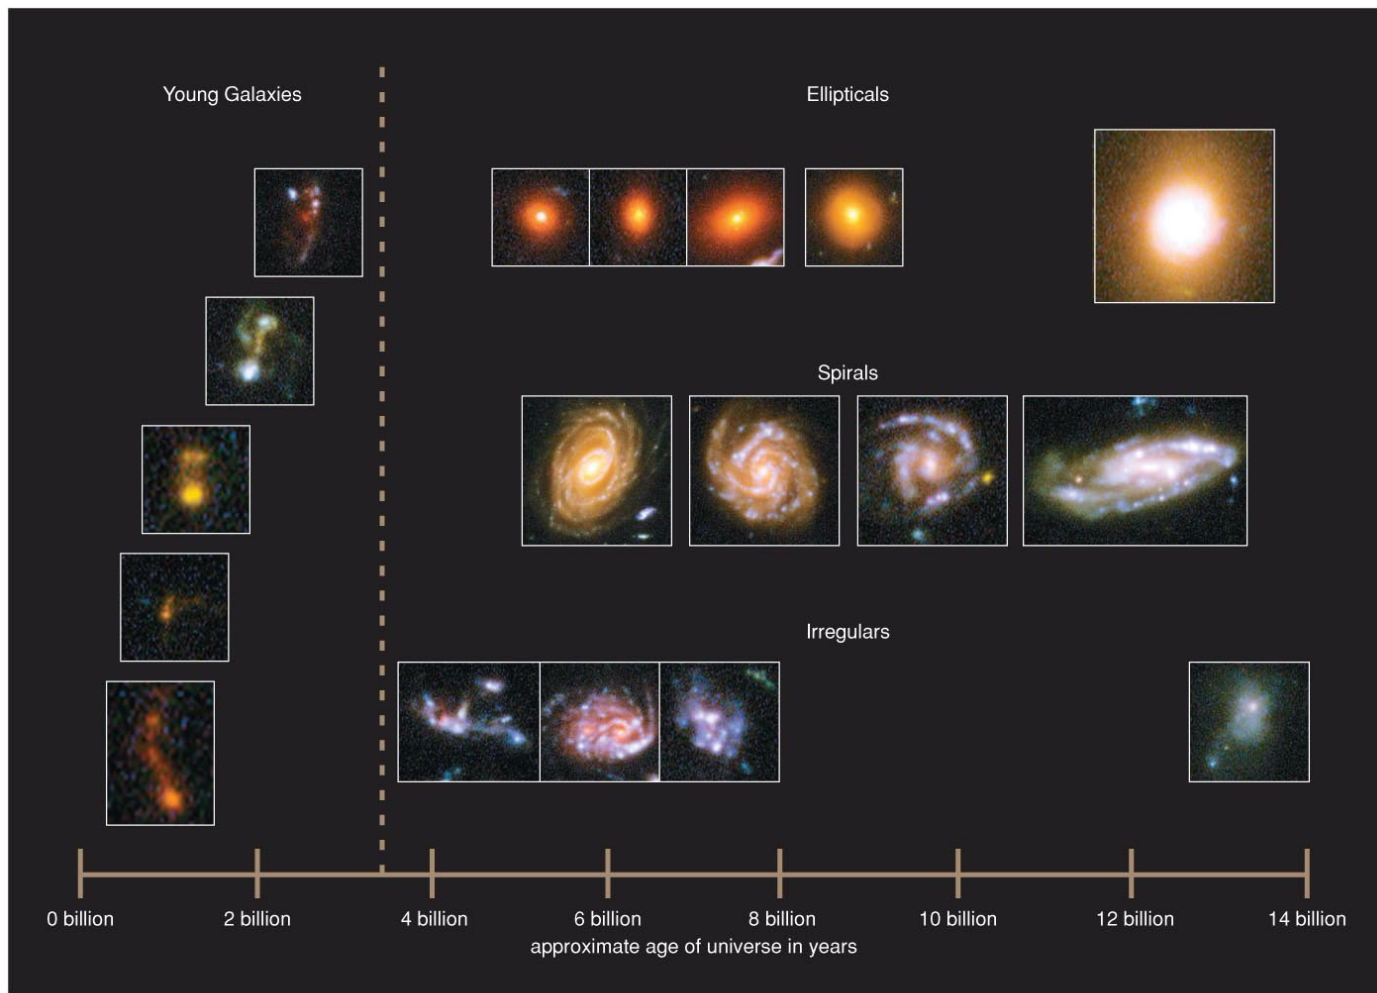 Young Galaxies
Ellipticals
Spirals
Irregulars
0 billion
2 billion
4 billion
6 billion
8 billion
10 billion
12 billion
14 billion
approximate age of universe in years